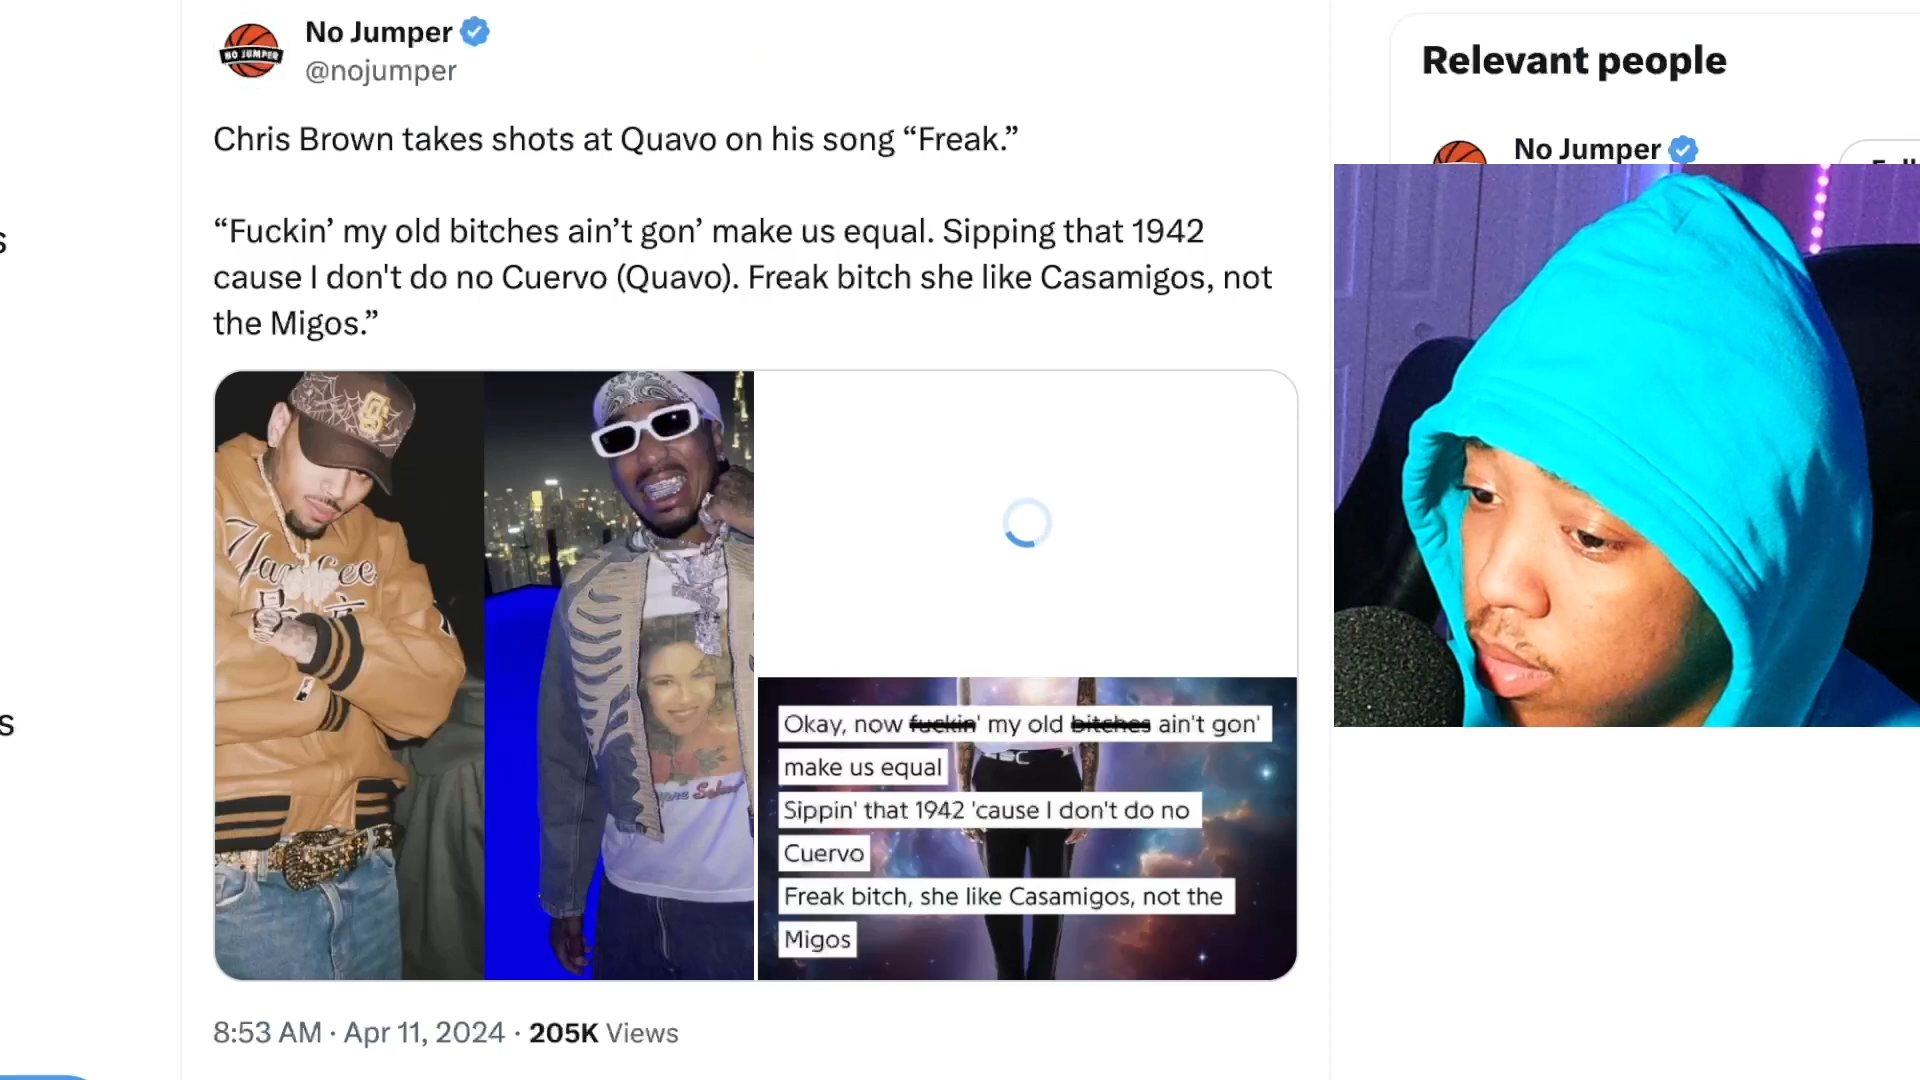 No Jumper
@nojumper
Chris Brown takes shots at Quavo on his song “Freak.”
“Fuckin’ my old bitches ain’t gon’ make us equal. Sipping that 1942
cause I don't do no Cuervo (Quavo). Freak bitch she like Casamigos, not
the Migos.”
Okay, now fuckin' my old bitches ain't gon'
make us equal
Sippin' that 1942 'cause I don't do no
Cuervo
Freak bitch, she like Casamigos, not the
Migos
8:53 AM · Apr 11, 2024 · 205K Views
Relevant people
No Jumper
NO JUMPER
s
s